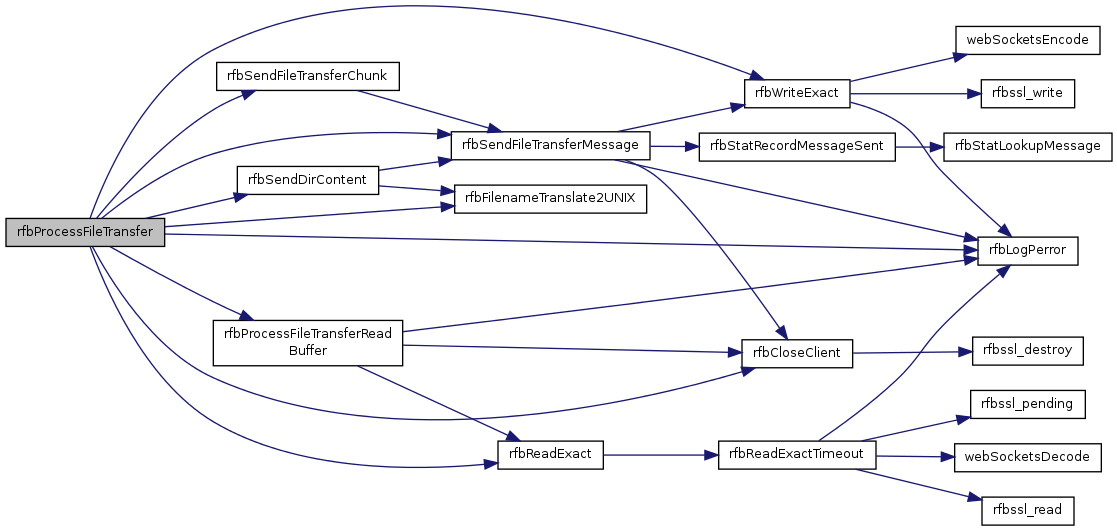 rfbProcessFileTransfer
rfbSendFileTransferChunk
rfbSendDirContent
rfbProcessFileTransferRead
Buffer
rfbSendFileTransferMessage
rfbFilenameTranslate2UNIX
rfbReadExact
rfbWriteExact
rfbStatRecordMessageSent
rfbCloseClient
rfbReadExactTimeout
webSocketsEncode
rfbssl_write
rfbStatLookupMessage
rfbLogPerror
rfbssl_destroy
rfbssl_pending
webSocketsDecode
rfbssl_read